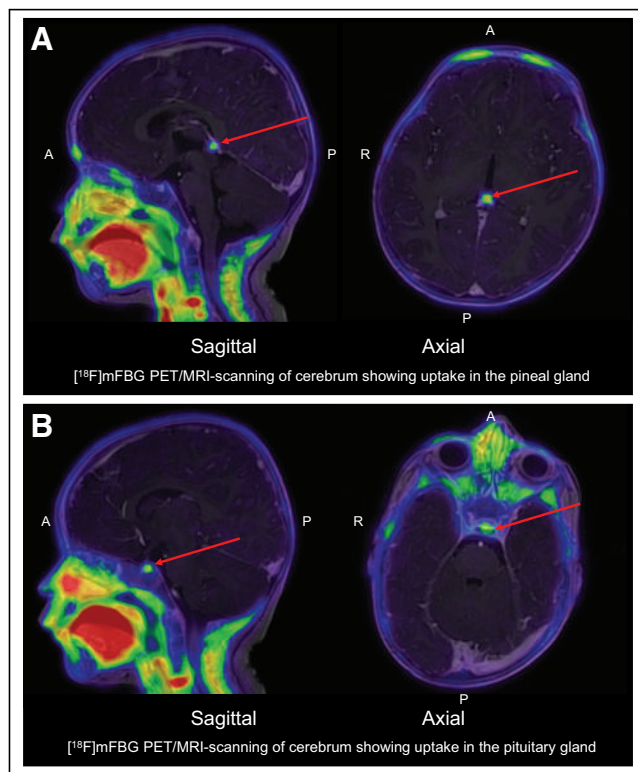 A
A
A
P
R
P
Sagittal
Axial
[¹⁸F]mFBG PET/MRI-scanning of cerebrum showing uptake in the pineal gland
B
A
A
P
R
P
Sagittal
Axial
[¹⁸F]mFBG PET/MRI-scanning of cerebrum showing uptake in the pituitary gland